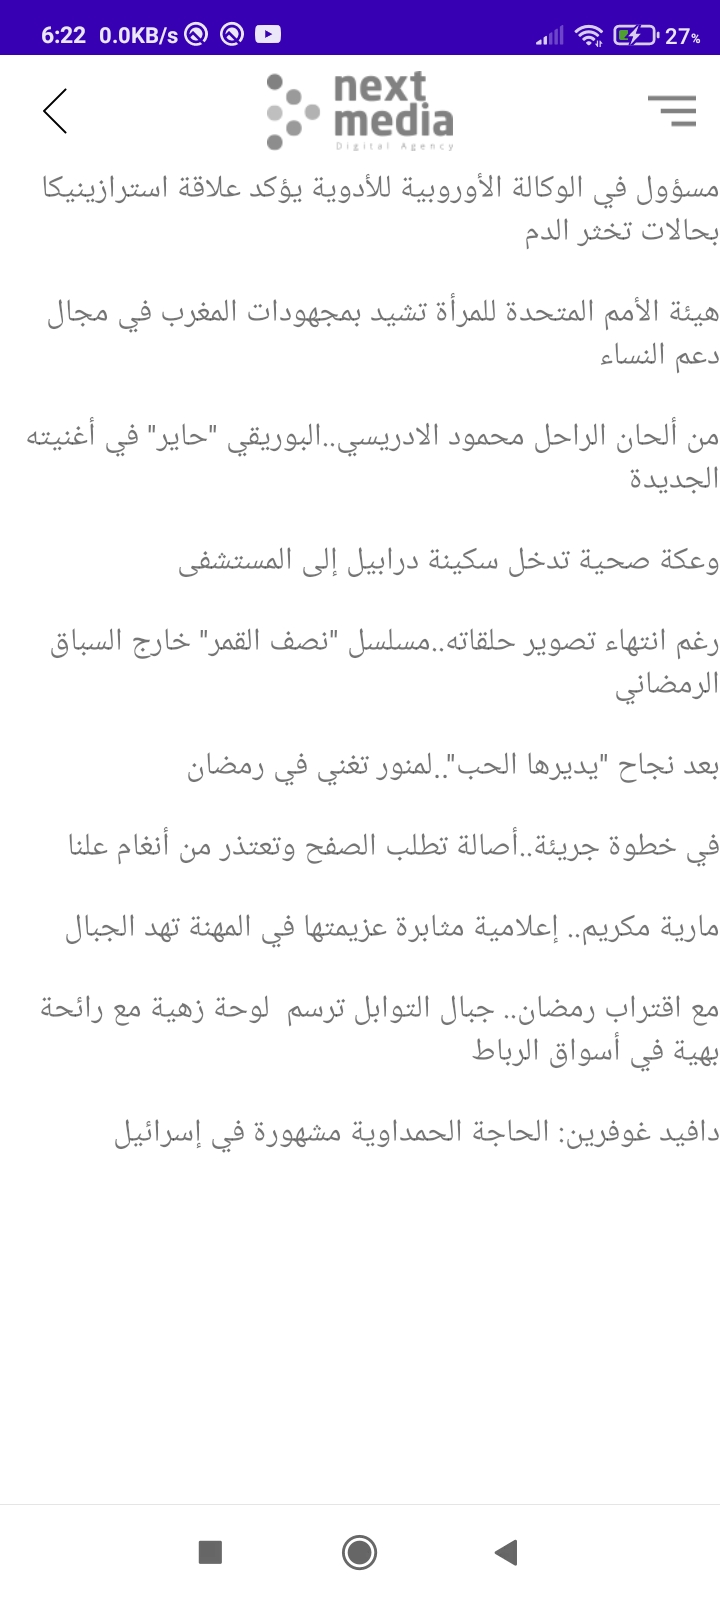 6:22 0.0KB/s 27%
next
media
Digital Agency
مسؤول في الوكالة الأوروبية للأدوية يؤكد علاقة استرازينيكا
بحالات تخثر الدم
هيئة الأمم المتحدة للمرأة تشيد بمجهودات المغرب في مجال
دعم النساء
من ألحان الراحل محمود الادريسي..البوريقي "حاير" في أغنيته
الجديدة
وعكة صحية تدخل سكينة درابيل إلى المستشفى
رغم انتهاء تصوير حلقاته..مسلسل "نصف القمر" خارج السباق
الرمضاني
بعد نجاح "يديرها الحب"..لمنور تغني في رمضان
في خطوة جريئة..أصالة تطلب الصفح وتعتذر من أنغام علنا
مارية مكريم.. إعلامية مثابرة عزيمتها في المهنة تهد الجبال
مع اقتراب رمضان.. جبال التوابل ترسم  لوحة زهية مع رائحة
بهية في أسواق الرباط
دافيد غوفرين: الحاجة الحمداوية مشهورة في إسرائيل